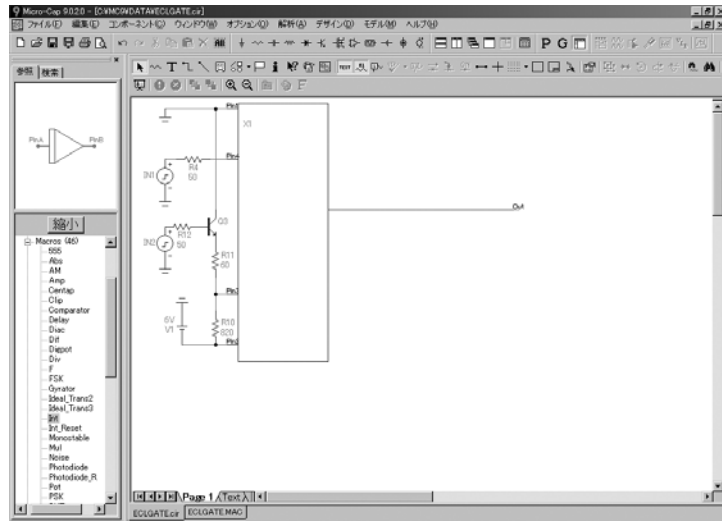 Micro-Cap 9.0.2.0 - [C:\MC9\DATA\ECLGATE.cir]
ファイル(F) 編集(E) コンポーネント(C) ウィンドウ(W) オプション(O) 解析(A) デザイン(D) モデル(M) ヘルプ(H)
P G
参照 検索
T
TEXT
F
PinA
PinB
縮小
Macros (46)
555
Abs
AM
Amp
Centap
Clip
Comparator
Delay
Diac
Dif
Digpot
Div
F
FSK
Gyrator
Ideal_Trans2
Ideal_Trans3
Int
Int_Reset
Monostable
Mul
Noise
Photodiode
Photodiode_R
Pot
PSK
X1
Pin4
R4
50
IN1
Out
Q3
IN2
R12
50
R11
60
Pin3
6V
V1
R10
820
Pin2
Page 1 Text
ECLGATE.cir ECLGATE.MAC